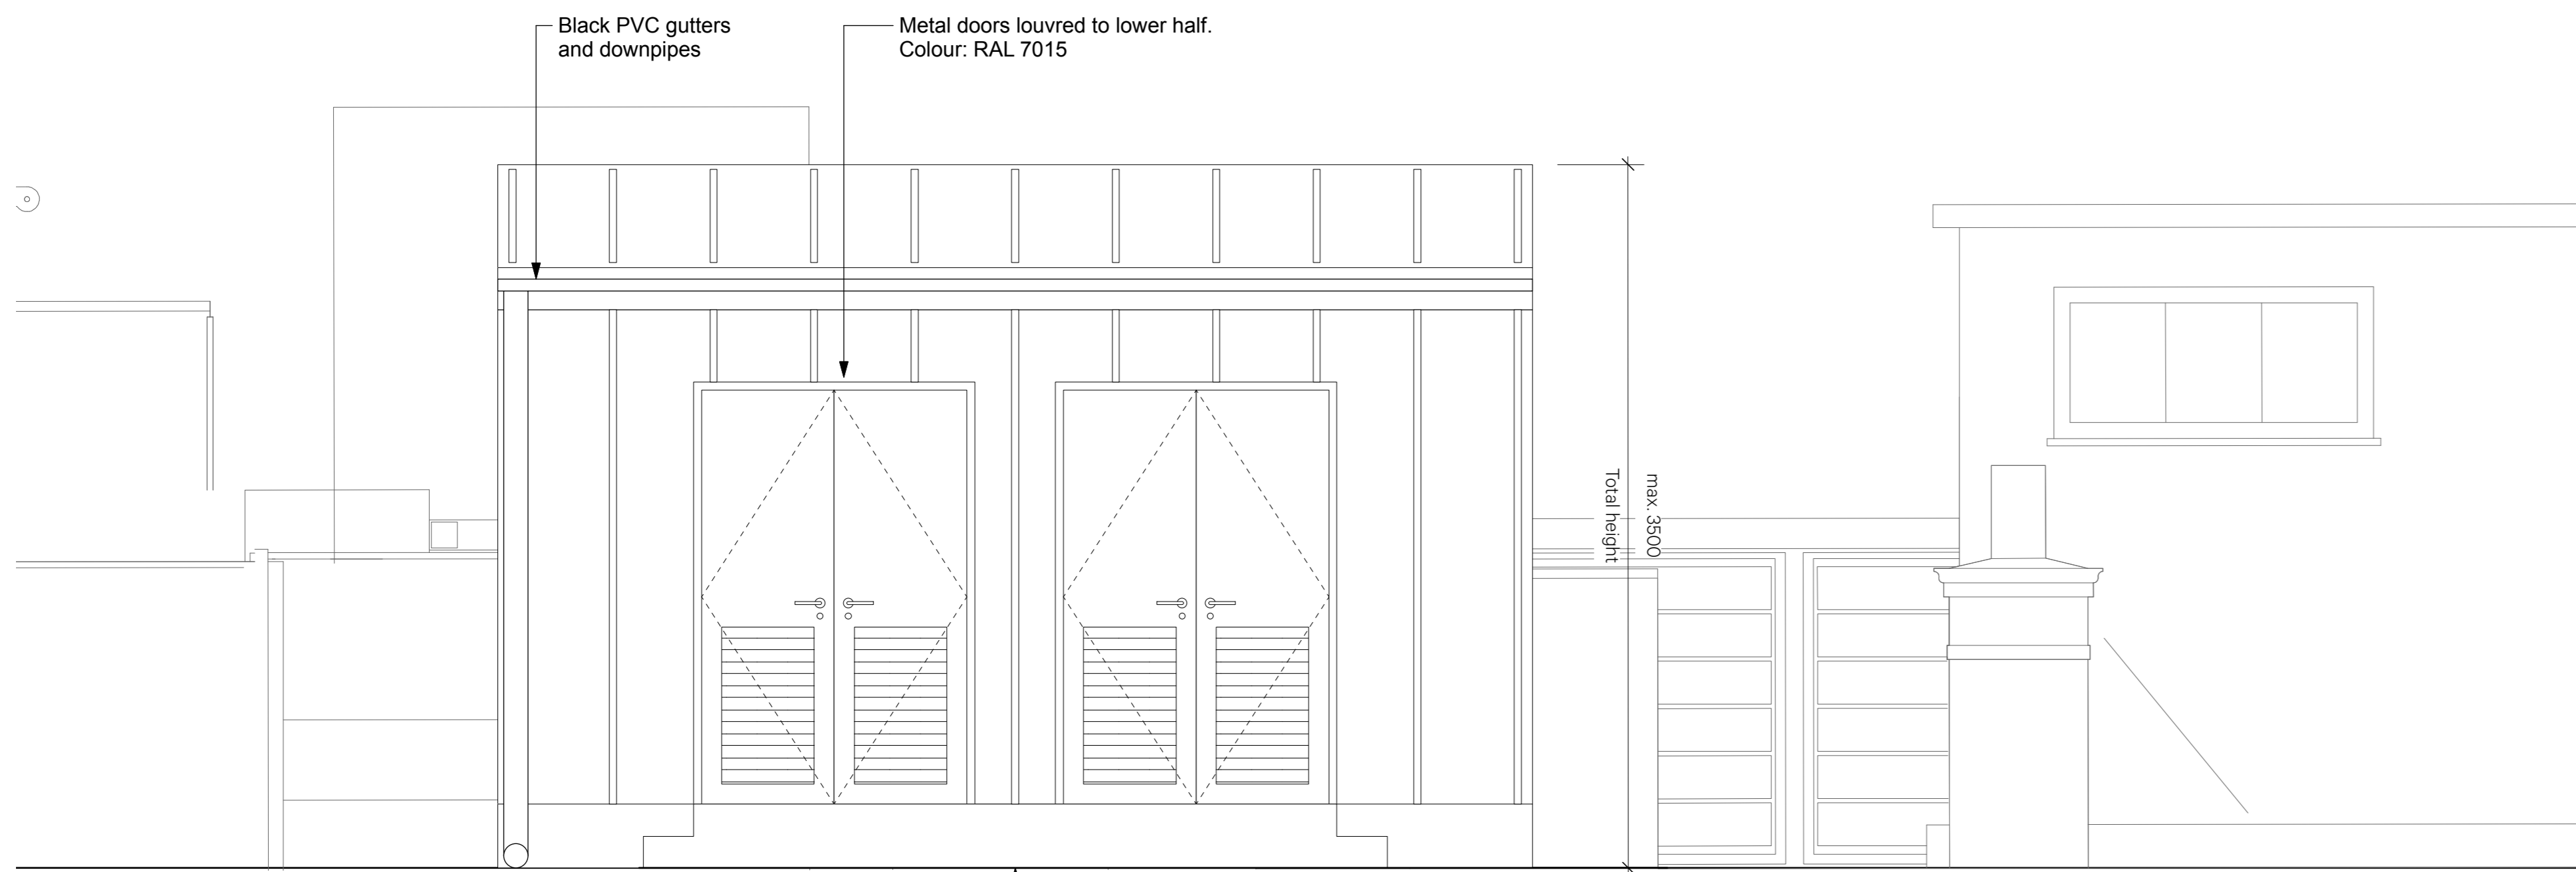 Black PVC gutters
and downpipes
Metal doors louvred to lower half.
Colour: RAL 7015
max. 3500
Total height